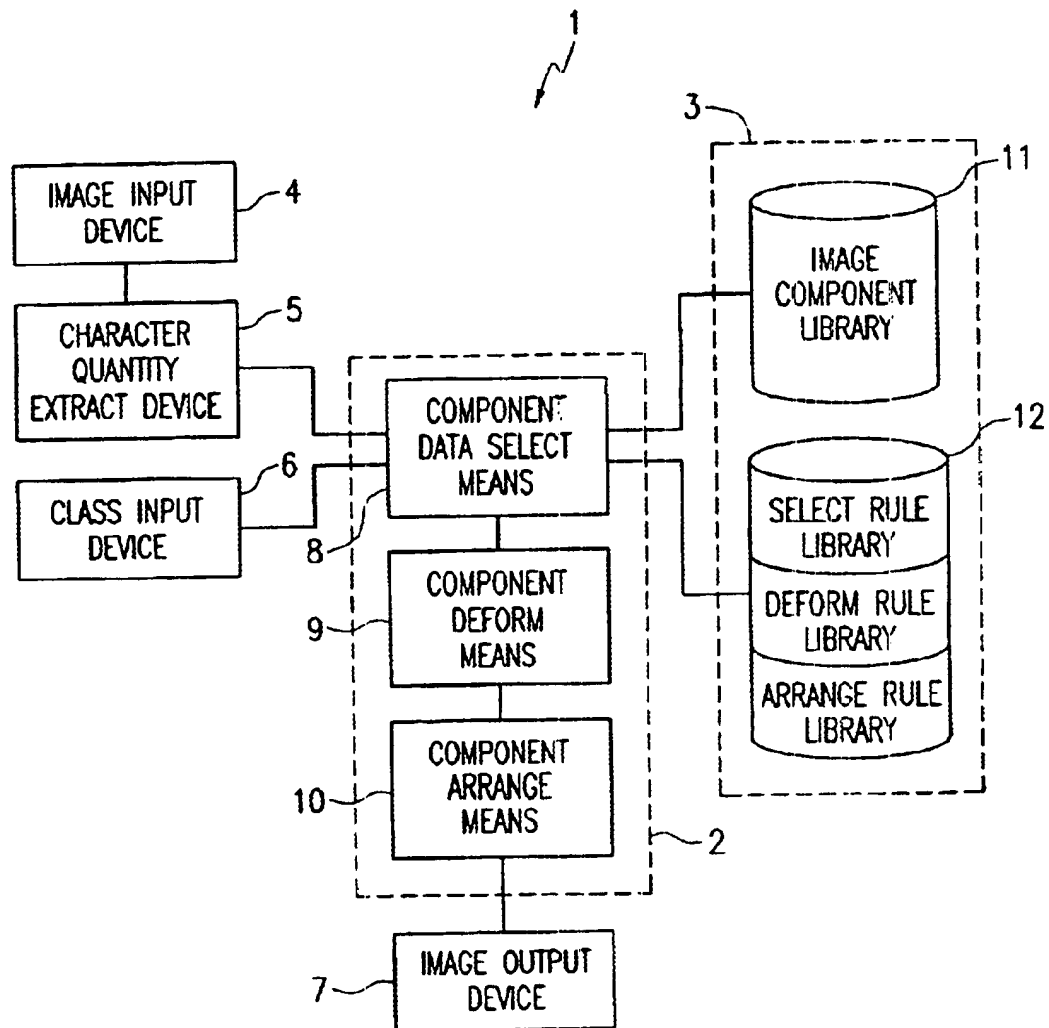 1
IMAGE INPUT
DEVICE
4
CHARACTER
QUANTITY
EXTRACT DEVICE
5
CLASS INPUT
DEVICE
6
COMPONENT
DATA SELECT
MEANS
8
COMPONENT
DEFORM
MEANS
9
COMPONENT
ARRANGE
MEANS
10
2
IMAGE OUTPUT
DEVICE
7
3
11
IMAGE
COMPONENT
LIBRARY
12
SELECT RULE
LIBRARY
DEFORM RULE
LIBRARY
ARRANGE RULE
LIBRARY